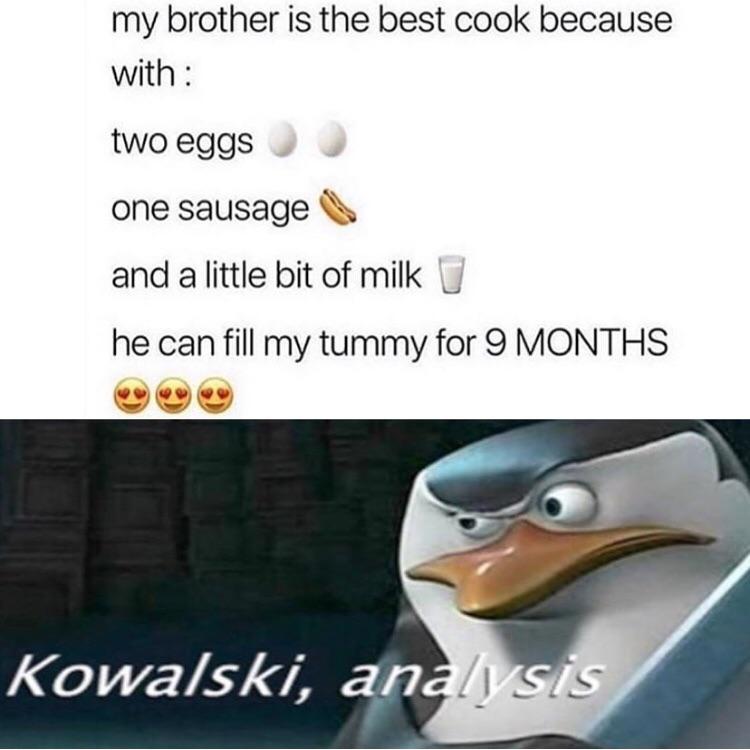 my brother is the best cook because
with :
two eggs 🥚 🥚
one sausage 🌭
and a little bit of milk 🥛
he can fill my tummy for 9 MONTHS
😍😍😍
Kowalski, analysis